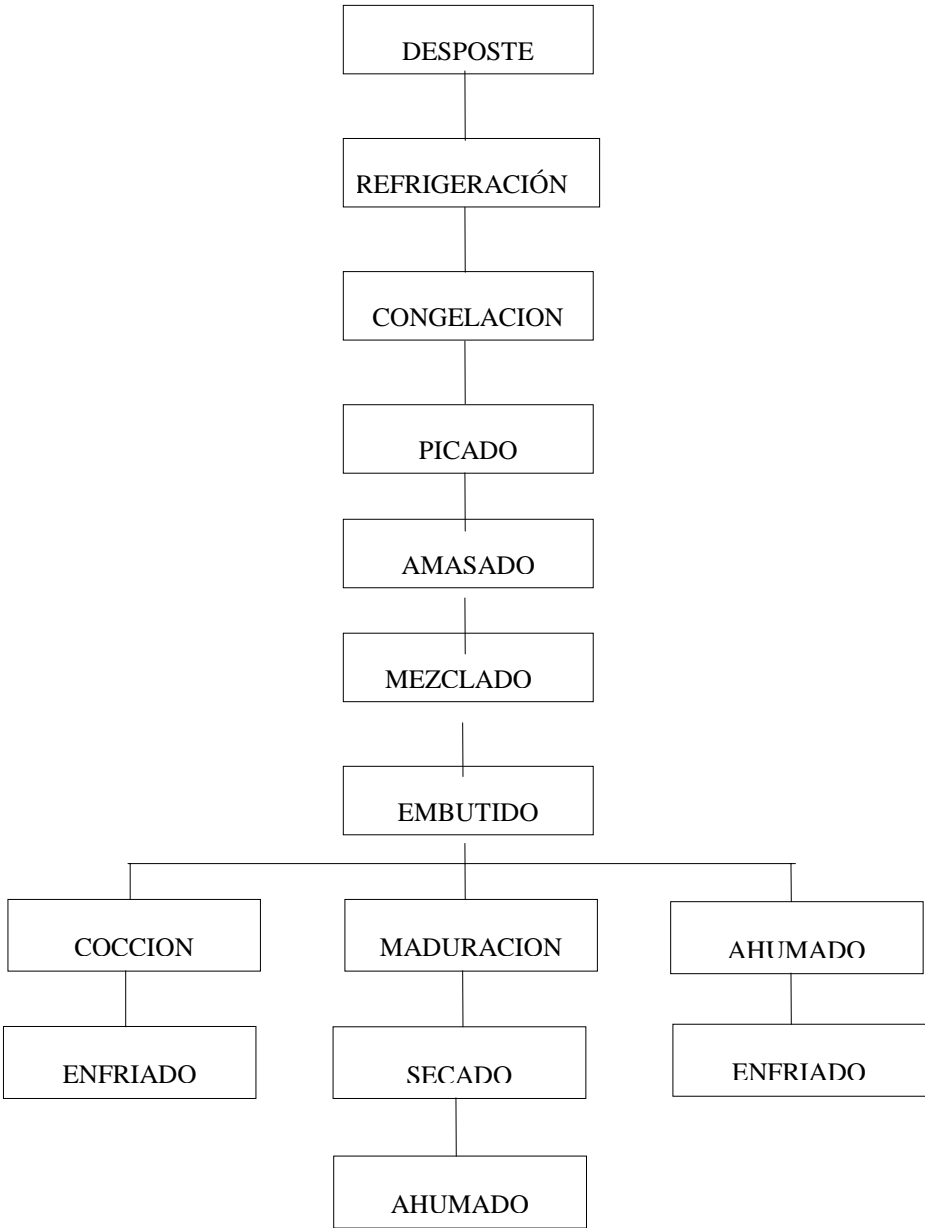 DESPOSTE
REFRIGERACIÓN
CONGELACION
PICADO
AMASADO
MEZCLADO
EMBUTIDO
COCCION
MADURACION
AHUMADO
ENFRIADO
SECADO
ENFRIADO
AHUMADO